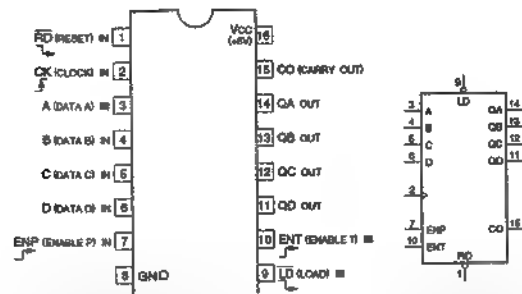 RD (RESET) IN 1
CK (CLOCK) IN 2
A (DATA A) IN 3
B (DATA B) IN 4
C (DATA C) IN 5
D (DATA D) IN 6
ENP (ENABLE P) IN 7
8 GND
VCC (+5V) 16
15 CO (CARRY OUT)
14 QA OUT
13 QB OUT
12 QC OUT
11 QD OUT
10 ENT (ENABLE T) IN
9 LD (LOAD) IN
9
LD
3 A QA 14
4 B QB 13
5 C QC 12
6 D QD 11
2
7 ENP CO 15
10 ENT
RD
1